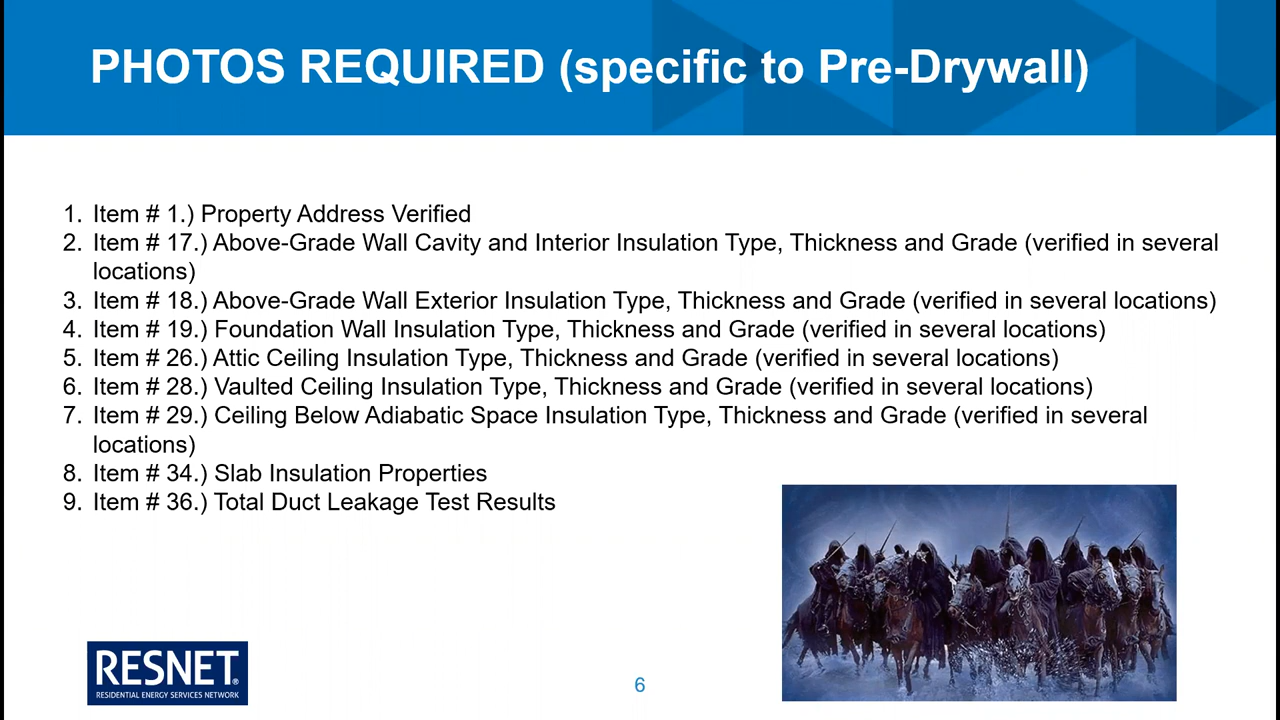 PHOTOS REQUIRED (specific to Pre-Drywall)
1. Item # 1.) Property Address Verified
2. Item # 17.) Above-Grade Wall Cavity and Interior Insulation Type, Thickness and Grade (verified in several
locations)
3. Item # 18.) Above-Grade Wall Exterior Insulation Type, Thickness and Grade (verified in several locations)
4. Item # 19.) Foundation Wall Insulation Type, Thickness and Grade (verified in several locations)
5. Item # 26.) Attic Ceiling Insulation Type, Thickness and Grade (verified in several locations)
6. Item # 28.) Vaulted Ceiling Insulation Type, Thickness and Grade (verified in several locations)
7. Item # 29.) Ceiling Below Adiabatic Space Insulation Type, Thickness and Grade (verified in several
locations)
8. Item # 34.) Slab Insulation Properties
9. Item # 36.) Total Duct Leakage Test Results
RESNET®
RESIDENTIAL ENERGY SERVICES NETWORK
6